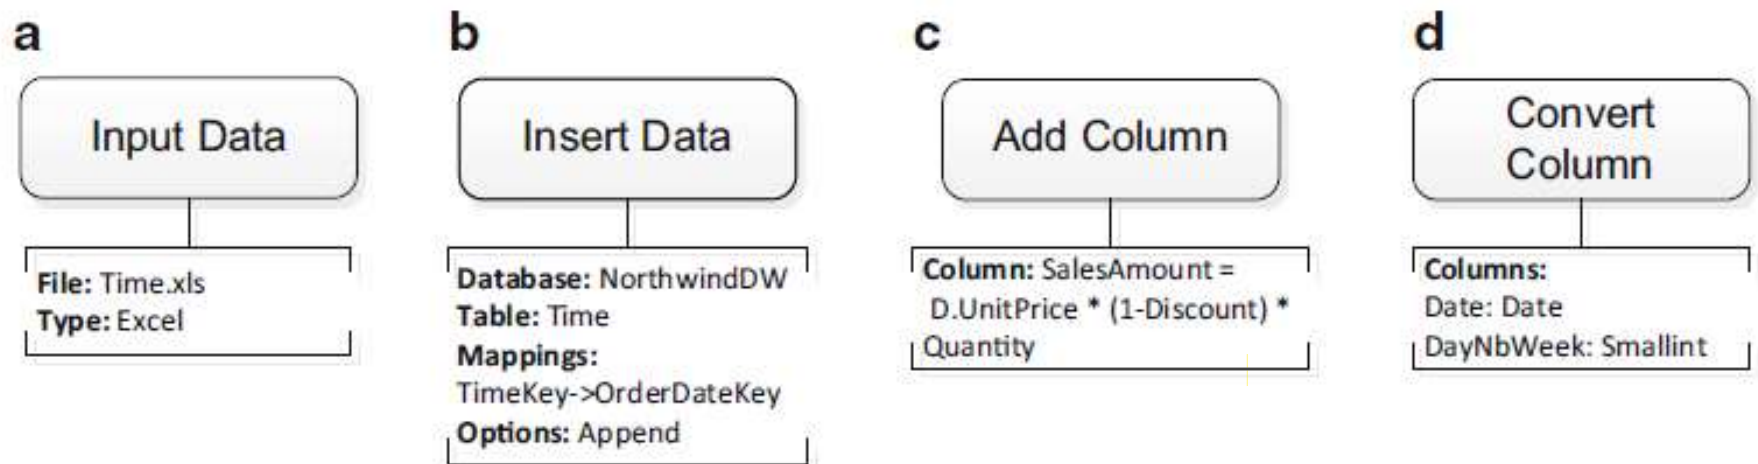 a
Input Data
File: Time.xls
Type: Excel
b
Insert Data
Database: NorthwindDW
Table: Time
Mappings:
TimeKey->OrderDateKey
Options: Append
c
Add Column
Column: SalesAmount =
D.UnitPrice * (1-Discount) *
Quantity
d
Convert
Column
Columns:
Date: Date
DayNbWeek: Smallint